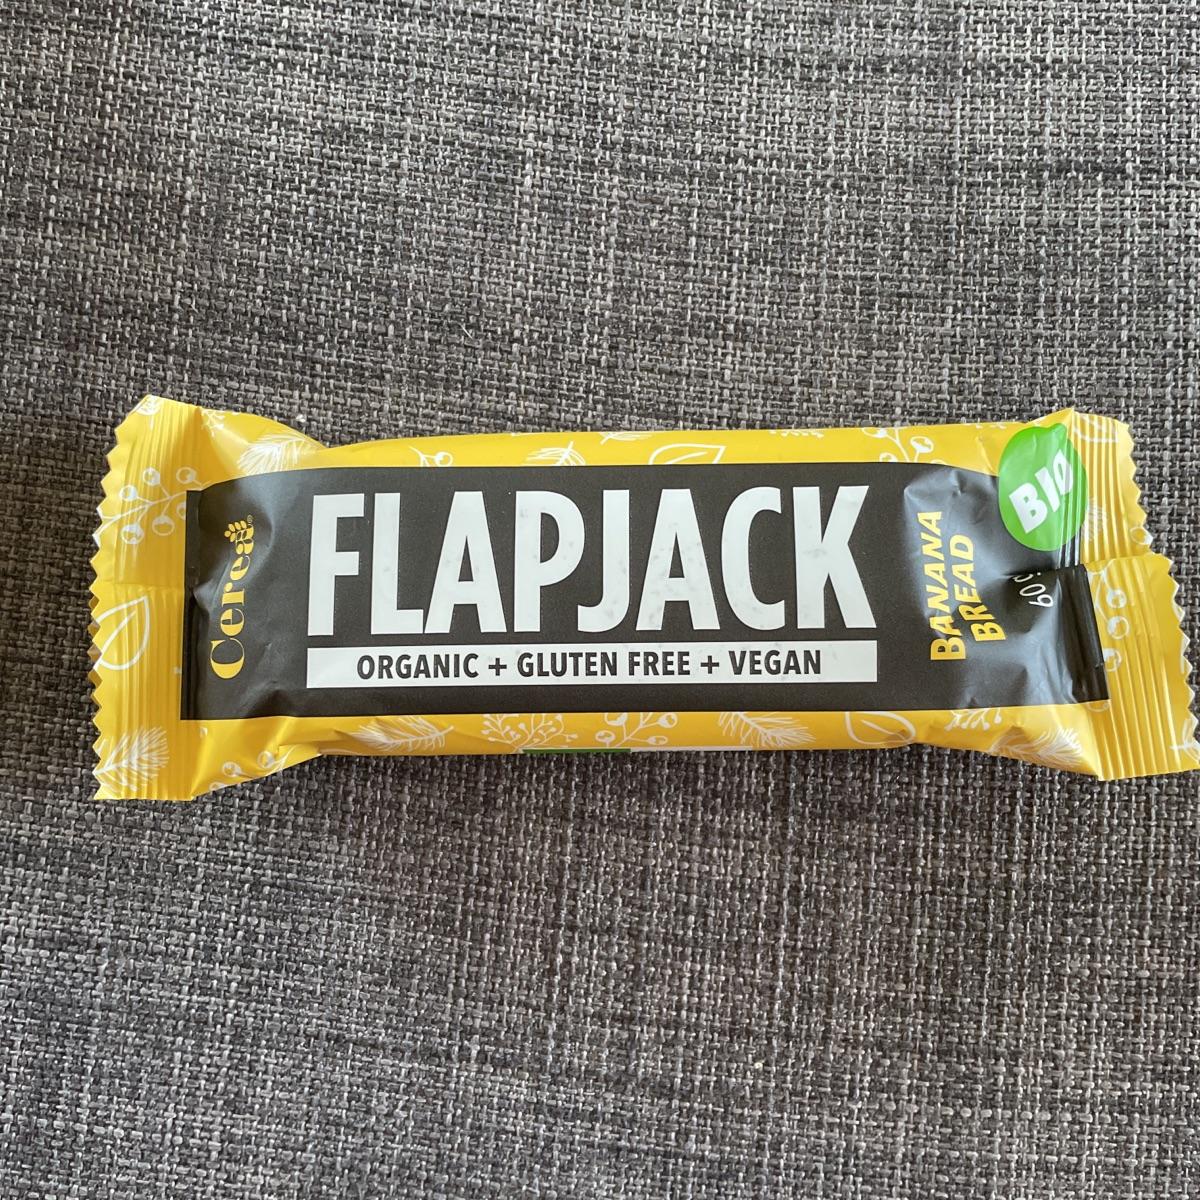 Cerea®
FLAPJACK
ORGANIC + GLUTEN FREE + VEGAN
BANANA
BREAD
60g
BIO